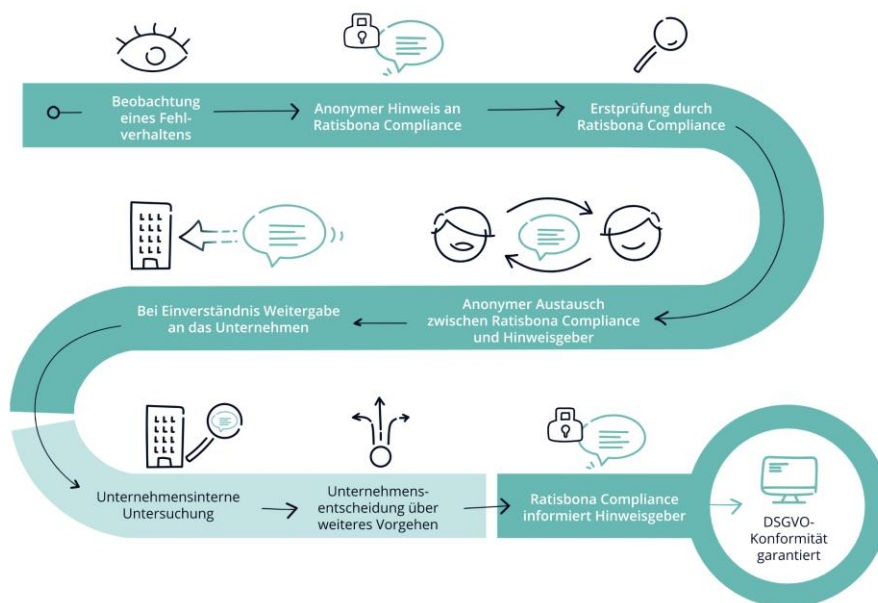 Beobachtung
eines Fehl-
verhaltens
Anonymer Hinweis an
Ratisbona Compliance
Erstprüfung durch
Ratisbona Compliance
Anonymer Austausch
zwischen Ratisbona Compliance
und Hinweisgeber
Bei Einverständnis Weitergabe
an das Unternehmen
Unternehmensinterne
Untersuchung
Unternehmens-
entscheidung über
weiteres Vorgehen
Ratisbona Compliance
informiert Hinweisgeber
DSGVO-
Konformität
garantiert